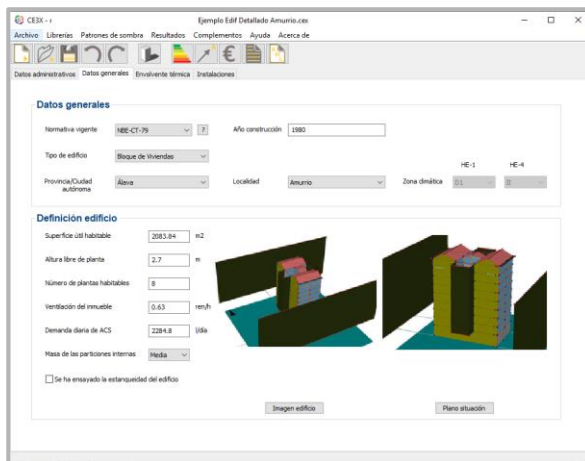 CE3X - r Ejemplo Edif Detallado Amurrio.cex
Archivo Librerías Patrones de sombra Resultados Complementos Ayuda Acerca de
Datos administrativos Datos generales Envolvente térmica Instalaciones
Datos generales
Normativa vigente NBE-CT-79 ? Año construcción 1980
Tipo de edificio Bloque de Viviendas
HE-1 HE-4
Provincia/Ciudad autónoma Álava Localidad Amurrio Zona climática D1 II
Definición edificio
Superficie útil habitable 2083.84 m2
Altura libre de planta 2.7 m
Número de plantas habitables 8
Ventilación del inmueble 0.63 ren/h
Demanda diaria de ACS 2284.8 l/día
Masa de las particiones internas Media
Se ha ensayado la estanqueidad del edificio
Imagen edificio Plano situación